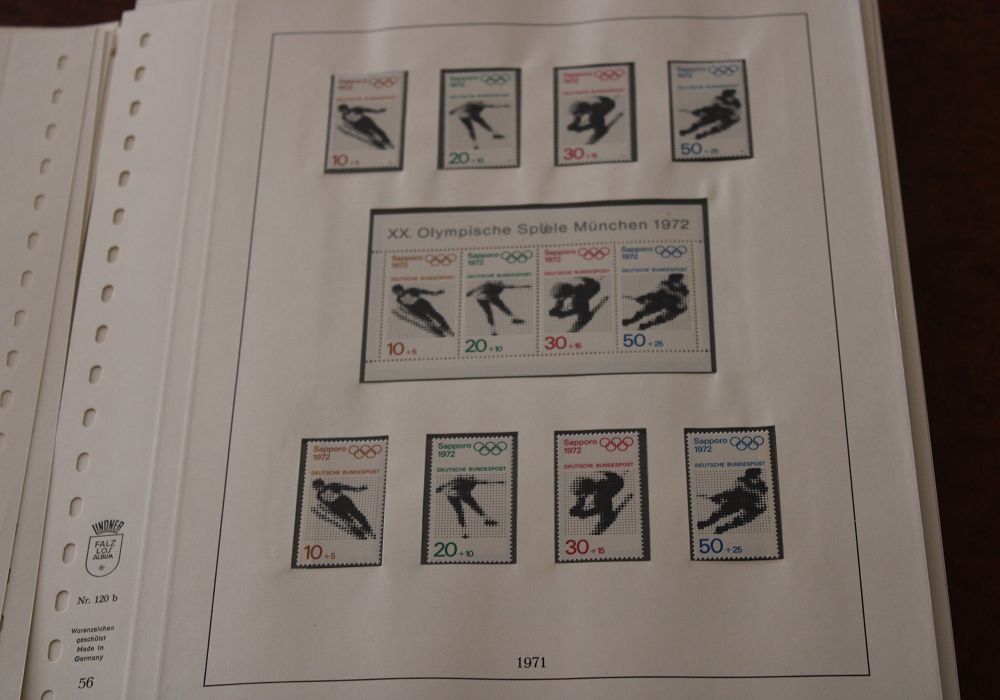 Sapporo
1972
DEUTSCHE BUNDESPOST
10 +5
Sapporo
1972
DEUTSCHE BUNDESPOST
20 +10
Sapporo
1972
DEUTSCHE BUNDESPOST
30 +15
Sapporo
1972
DEUTSCHE BUNDESPOST
50 +25
XX. Olympische Spiele München 1972
Sapporo
1972
DEUTSCHE BUNDESPOST
10 +5
Sapporo
1972
DEUTSCHE BUNDESPOST
20 +10
Sapporo
1972
DEUTSCHE BUNDESPOST
30 +15
Sapporo
1972
DEUTSCHE BUNDESPOST
50 +25
Sapporo
1972
DEUTSCHE BUNDESPOST
10 +5
Sapporo
1972
DEUTSCHE BUNDESPOST
20 +10
Sapporo
1972
DEUTSCHE BUNDESPOST
30 +15
Sapporo
1972
DEUTSCHE BUNDESPOST
50 +25
LINDNER
FALZ
LOS
ALBUM
Nr. 120 b
Warenzeichen
geschützt
Made in
Germany
56
1971